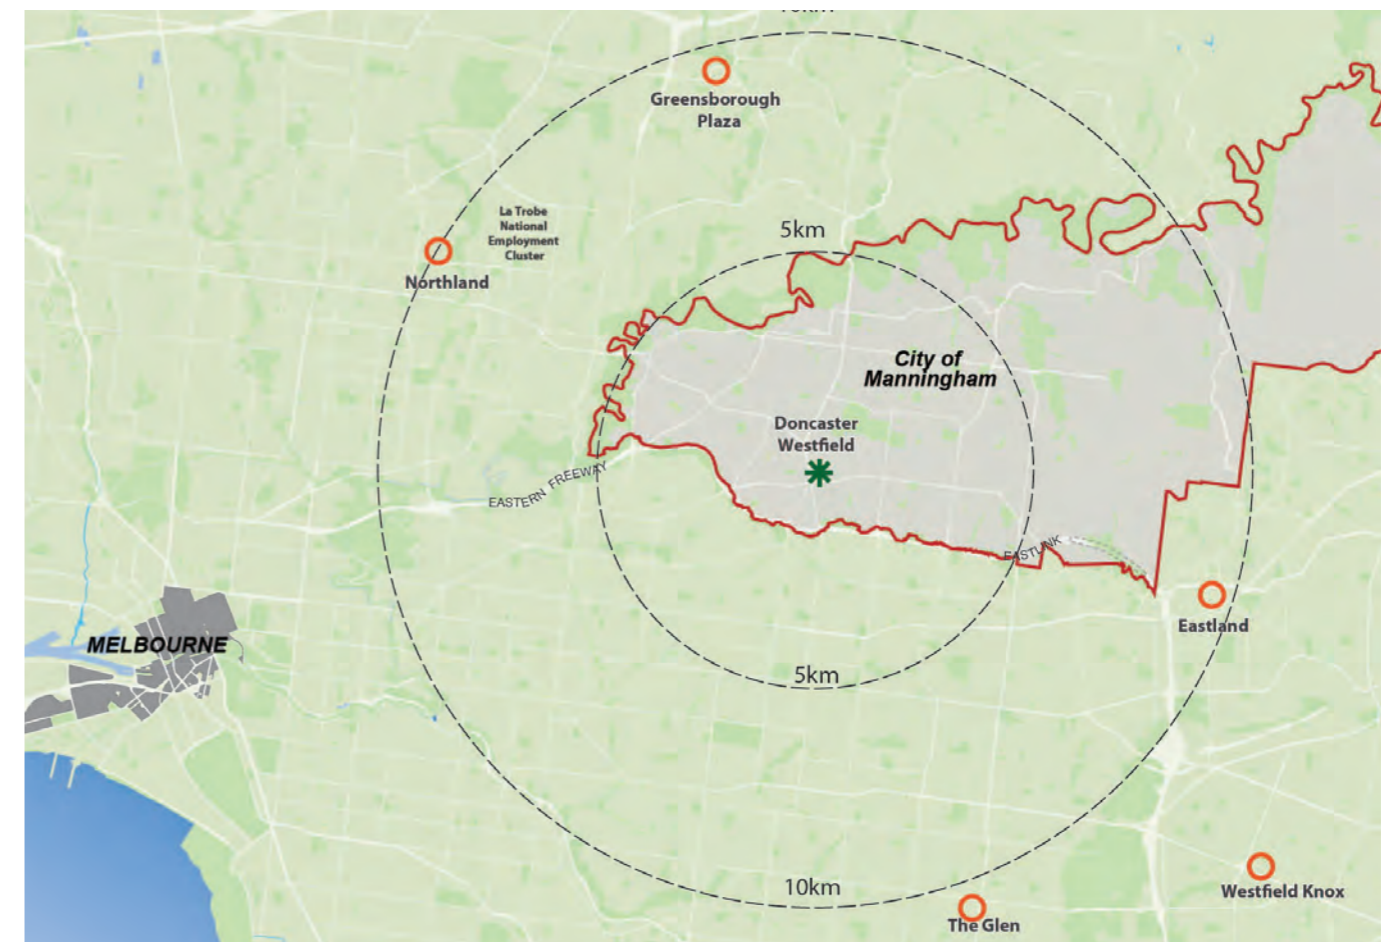 Greensborough
Plaza
La Trobe
National
Employment
Cluster
5km
Northland
City of
Manningham
Doncaster
Westfield
EASTERN FREEWAY
EASTLINK
Eastland
MELBOURNE
5km
10km
Westfield Knox
The Glen